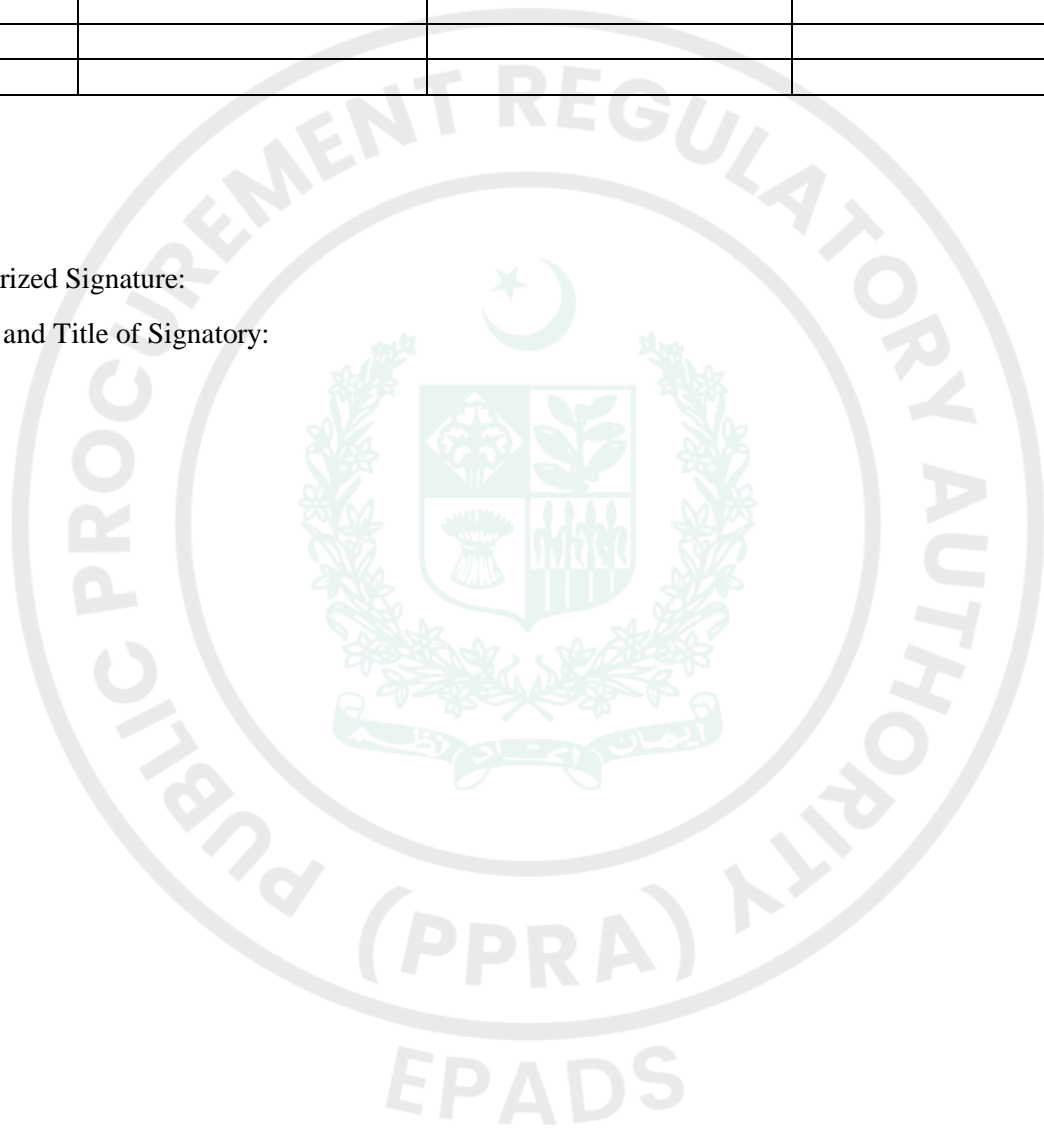 rized Signature:
and Title of Signatory:
PUBLIC PROCUREMENT REGULATORY AUTHORITY
(PPRA)
EPADS